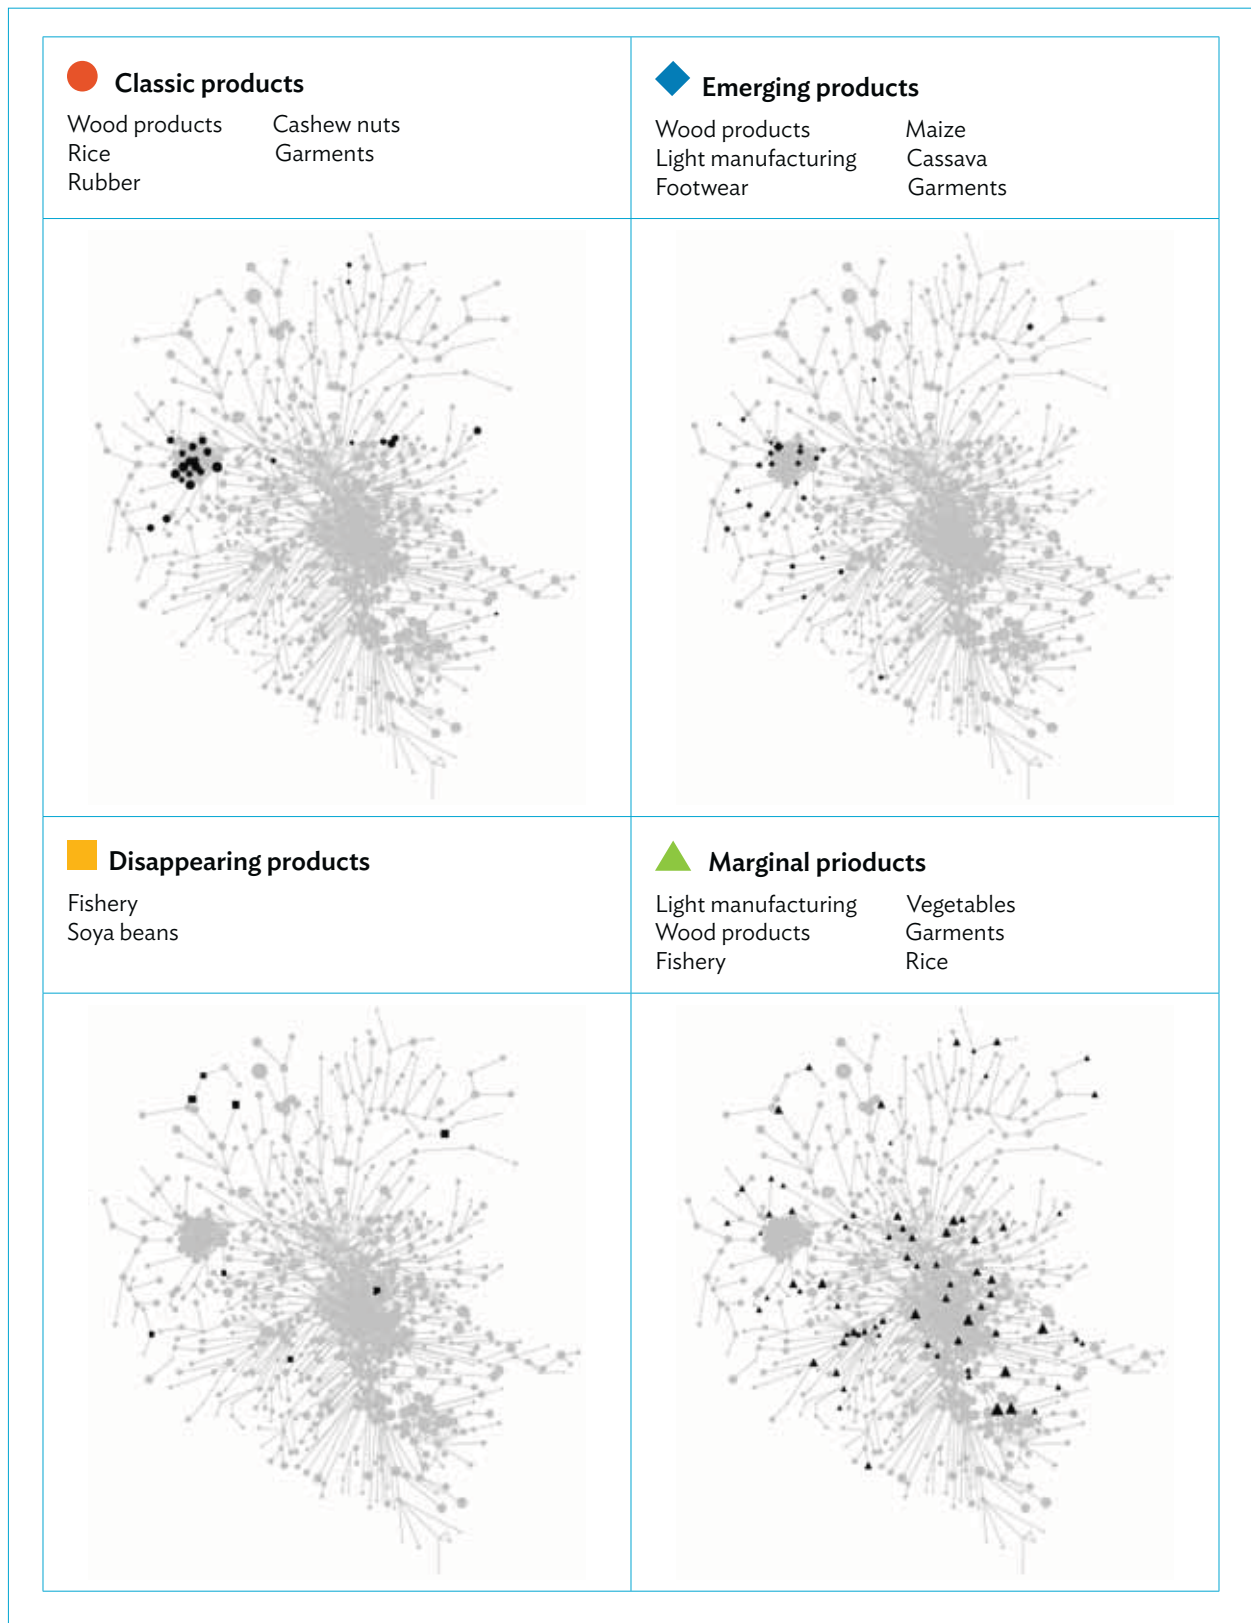 Classic products
Wood products Cashew nuts
Rice Garments
Rubber
Emerging products
Wood products Maize
Light manufacturing Cassava
Footwear Garments
Disappearing products
Fishery
Soya beans
Marginal prioducts
Light manufacturing Vegetables
Wood products Garments
Fishery Rice